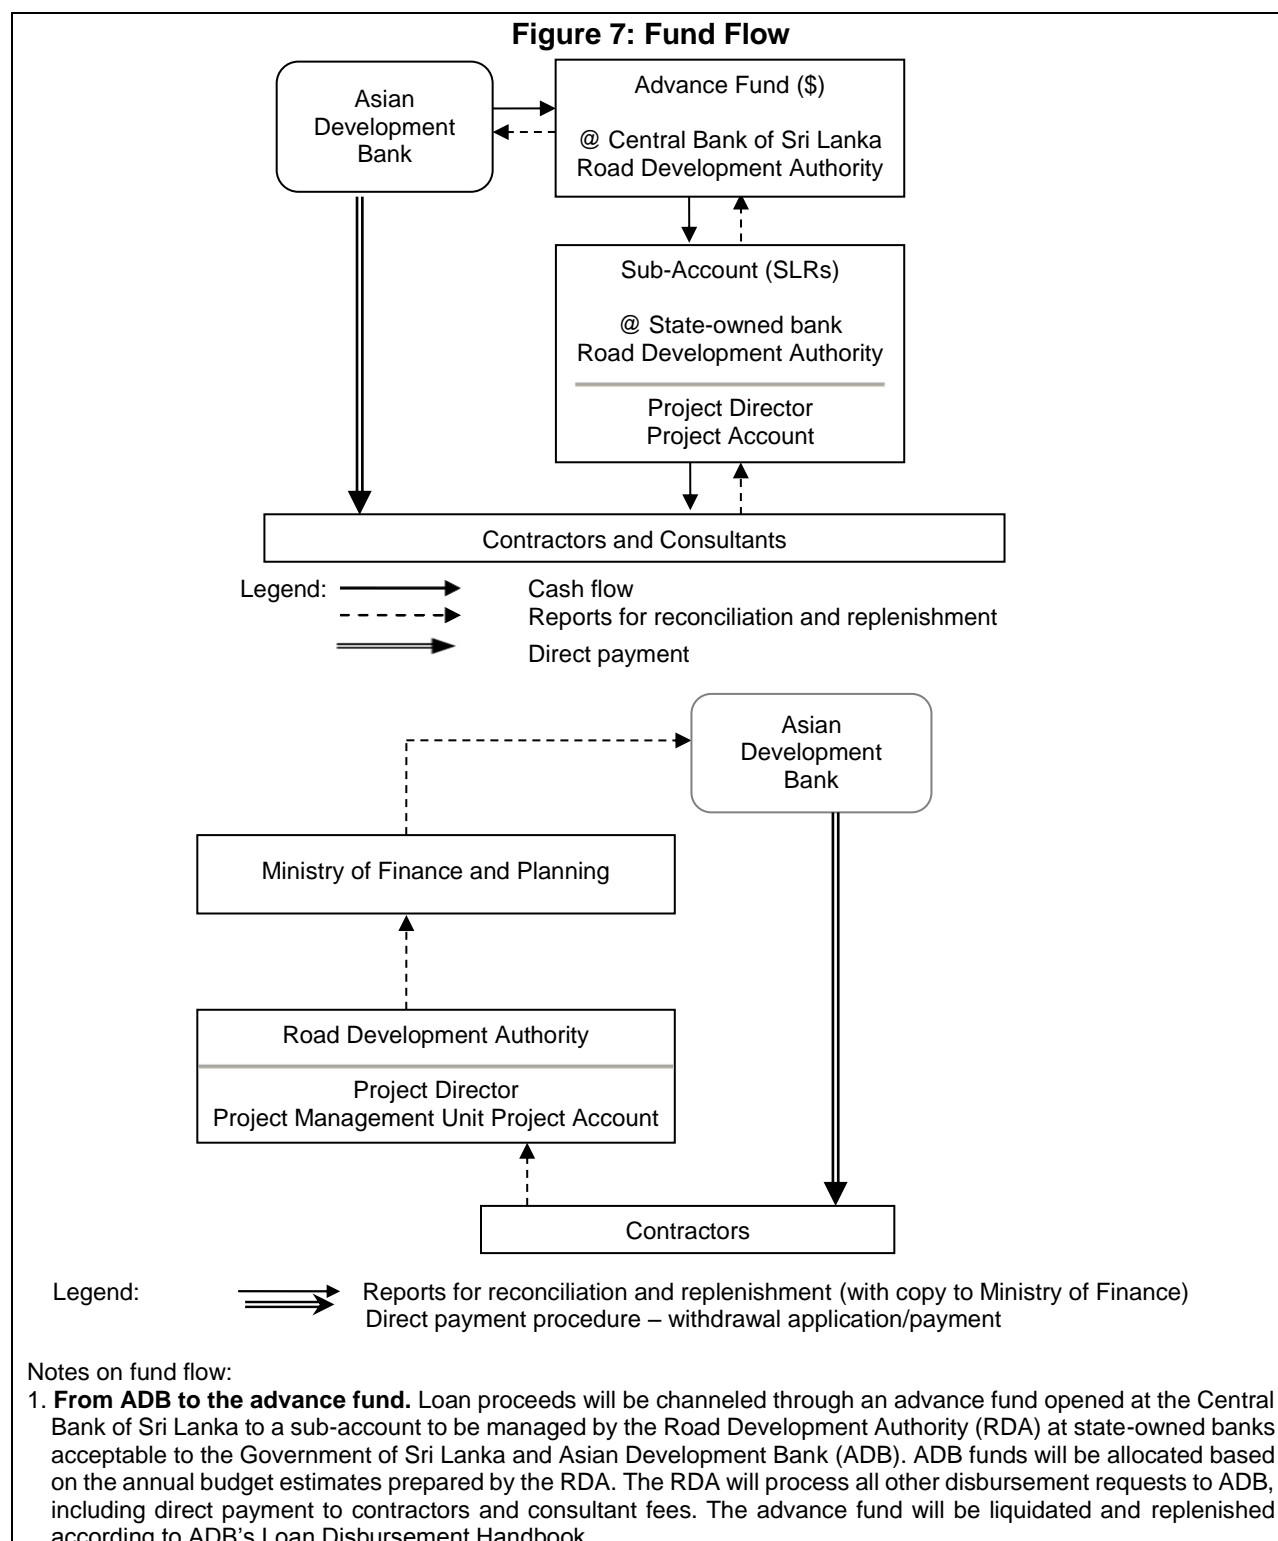 Figure 7: Fund Flow
Asian
Development
Bank
Advance Fund ($)
@ Central Bank of Sri Lanka
Road Development Authority
Sub-Account (SLRs)
@ State-owned bank
Road Development Authority
Project Director
Project Account
Contractors and Consultants
Legend:
Cash flow
Reports for reconciliation and replenishment
Direct payment
Asian
Development
Bank
Ministry of Finance and Planning
Road Development Authority
Project Director
Project Management Unit Project Account
Contractors
Legend:
Reports for reconciliation and replenishment (with copy to Ministry of Finance)
Direct payment procedure – withdrawal application/payment
Notes on fund flow:
1. From ADB to the advance fund. Loan proceeds will be channeled through an advance fund opened at the Central
Bank of Sri Lanka to a sub-account to be managed by the Road Development Authority (RDA) at state-owned banks
acceptable to the Government of Sri Lanka and Asian Development Bank (ADB). ADB funds will be allocated based
on the annual budget estimates prepared by the RDA. The RDA will process all other disbursement requests to ADB,
including direct payment to contractors and consultant fees. The advance fund will be liquidated and replenished
according to ADB's Loan Disbursement Handbook